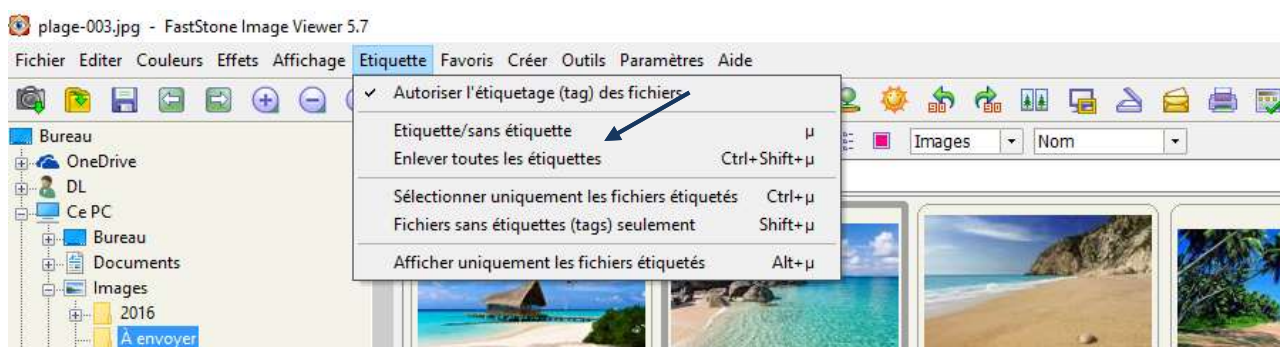 plage-003.jpg - FastStone Image Viewer 5.7
Fichier Editer Couleurs Effets Affichage Etiquette Favoris Créer Outils Paramètres Aide
✓ Autoriser l'étiquetage (tag) des fichiers
Etiquette/sans étiquette µ
Enlever toutes les étiquettes Ctrl+Shift+µ
Sélectionner uniquement les fichiers étiquetés Ctrl+µ
Fichiers sans étiquettes (tags) seulement Shift+µ
Afficher uniquement les fichiers étiquetés Alt+µ
Images Nom
Bureau
OneDrive
DL
Ce PC
Bureau
Documents
Images
2016
À envoyer